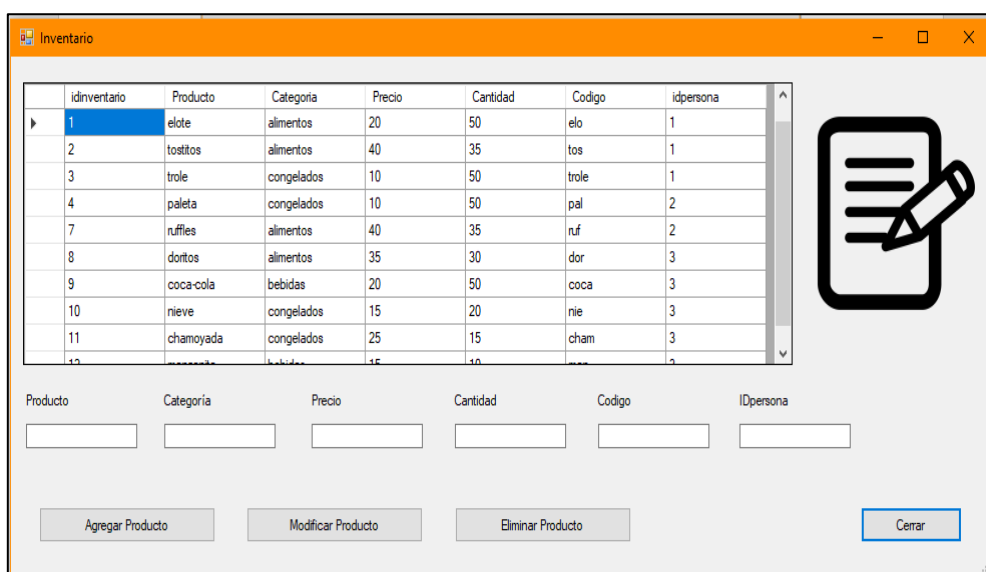 Inventario
idinventario Producto Categoria Precio Cantidad Codigo idpersona
1 elote alimentos 20 50 elo 1
2 tostitos alimentos 40 35 tos 1
3 trole congelados 10 50 trole 1
4 paleta congelados 10 50 pal 2
7 ruffles alimentos 40 35 ruf 2
8 doritos alimentos 35 30 dor 3
9 coca-cola bebidas 20 50 coca 3
10 nieve congelados 15 20 nie 3
11 chamoyada congelados 25 15 cham 3
Producto Categoría Precio Cantidad Codigo IDpersona
Agregar Producto Modificar Producto Eliminar Producto Cerrar